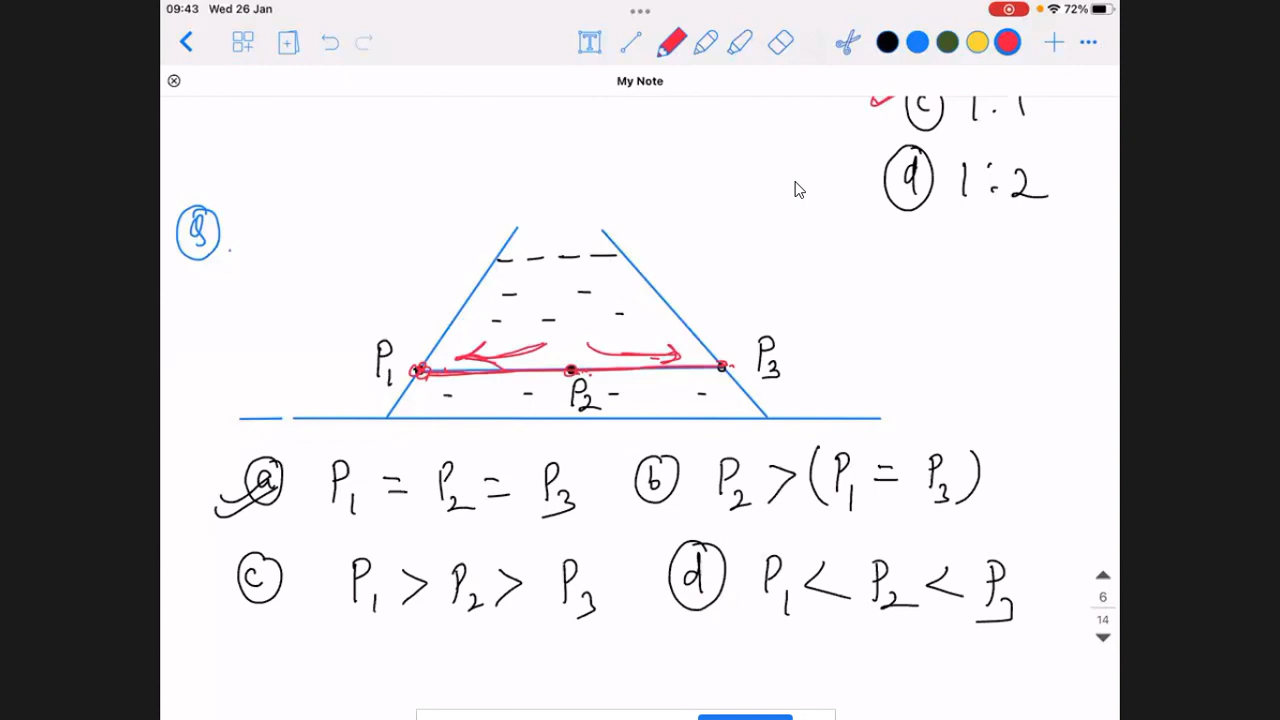 09:43 Wed 26 Jan
72%
My Note
(c) 1:1
(d) 1:2
Q.
P₁ P₃
P₂
(a) P₁ = P₂ = P₃ (b) P₂ > (P₁ = P₃)
(c) P₁ > P₂ > P₃ (d) P₁ < P₂ < P₃
6
14